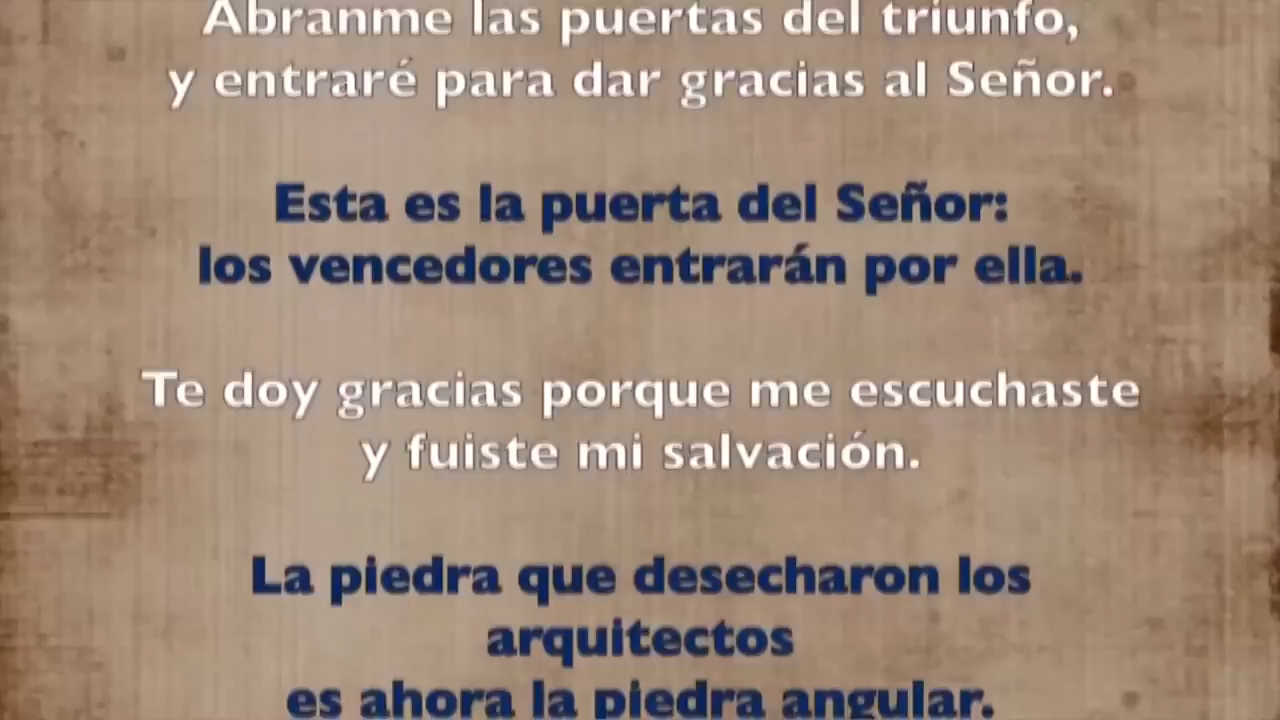 Ábranme las puertas del triunfo,
y entraré para dar gracias al Señor.
Esta es la puerta del Señor:
los vencedores entrarán por ella.
Te doy gracias porque me escuchaste
y fuiste mi salvación.
La piedra que desecharon los
arquitectos
es ahora la piedra angular.